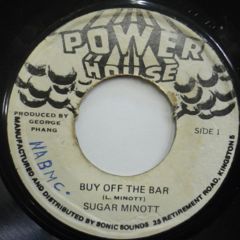 POWER
HOUSE
PRODUCED BY
GEORGE
PHANG
SIDE 1
NABMC.
BUY OFF THE BAR
(L. MINOTT)
SUGAR MINOTT
MANUFACTURED AND DISTRIBUTED BY SONIC SOUNDS 25 RETIREMENT ROAD, KINGSTON 5